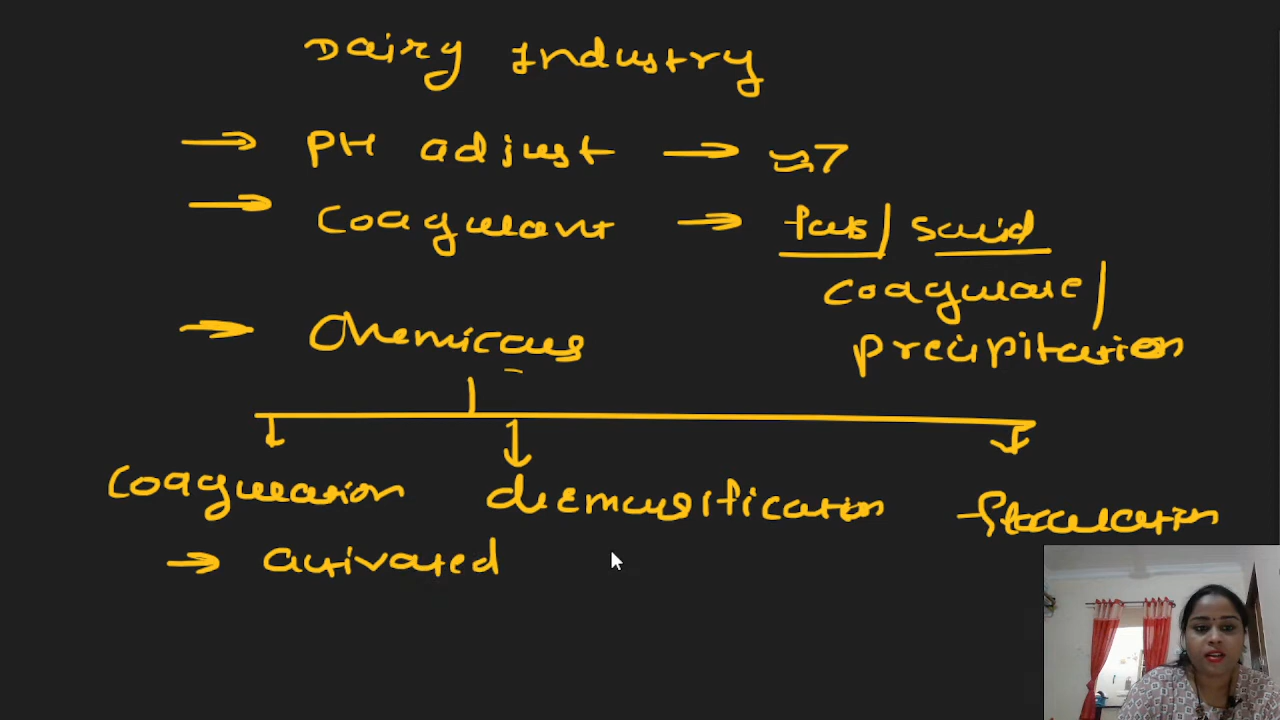 Dairy Industry
→ PH adjust → ≃7
→ Coagulant → fats / Solid
coagulate /
precipitation
→ Chemicals
Coagulation demulsification flocculation
→ activated